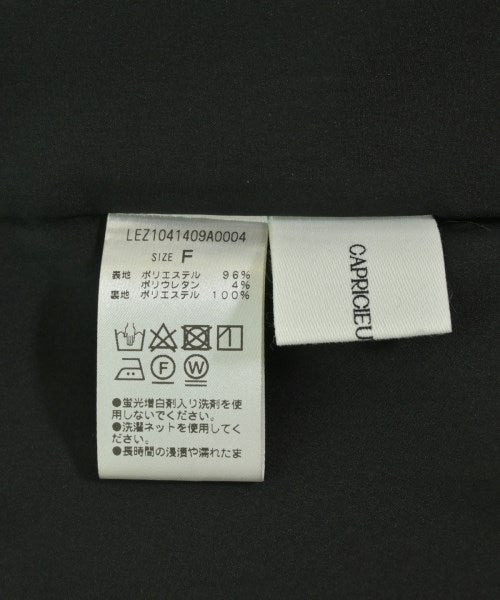 LEZ1041409A0004
SIZE F
表地 ポリエステル 96%
ポリウレタン 4%
裏地 ポリエステル 100%
F W
●蛍光増白剤入り洗剤を使
用しないでください。
●洗濯ネットを使用してく
ださい。
●長時間の浸漬や濡れたま
CAPRICIEU